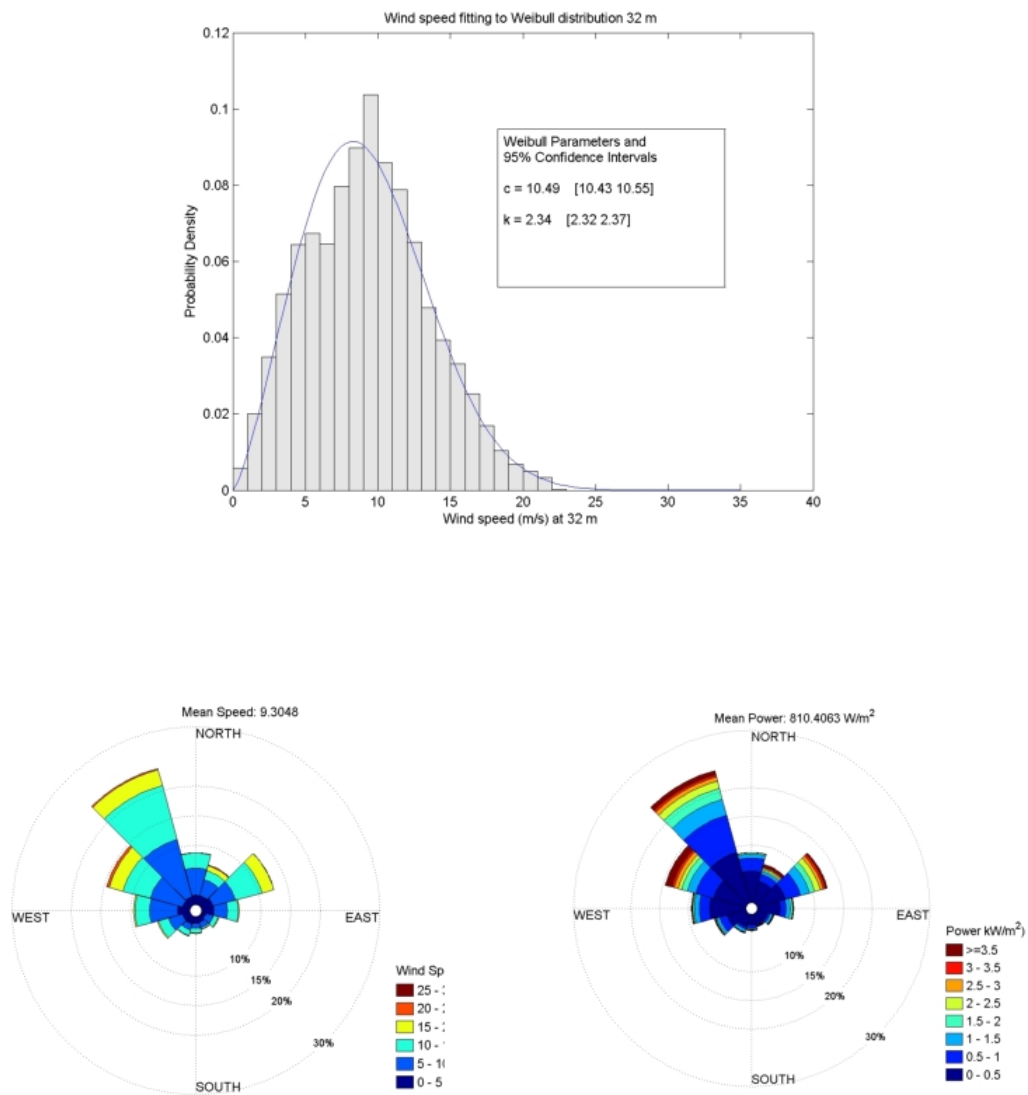 Wind speed fitting to Weibull distribution 32 m
0.12
0.1
0.08
0.06
0.04
0.02
0
Probability Density
Weibull Parameters and
95% Confidence Intervals
c = 10.49 [10.43 10.55]
k = 2.34 [2.32 2.37]
0 5 10 15 20 25 30 35 40
Wind speed (m/s) at 32 m
Mean Speed: 9.3048
NORTH
WEST
EAST
SOUTH
10%
15%
20%
30%
Wind Sp
25 -
20 -
15 -
10 -
5 - 10
0 - 5
Mean Power: 810.4063 W/m²
NORTH
WEST
EAST
SOUTH
10%
15%
20%
30%
Power kW/m²)
>=3.5
3 - 3.5
2.5 - 3
2 - 2.5
1.5 - 2
1 - 1.5
0.5 - 1
0 - 0.5